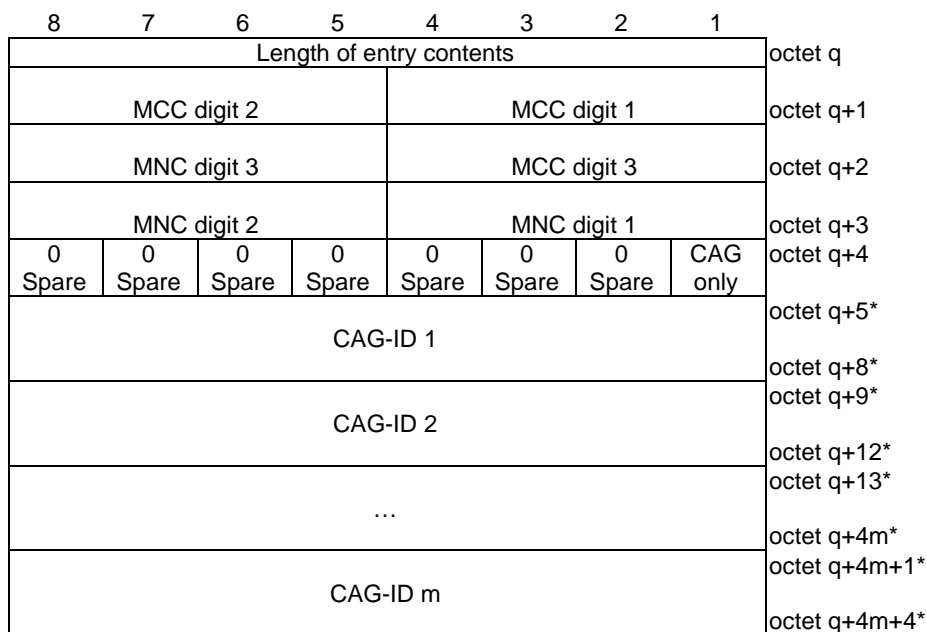 8 7 6 5 4 3 2 1
Length of entry contents octet q
MCC digit 2 MCC digit 1 octet q+1
MNC digit 3 MCC digit 3 octet q+2
MNC digit 2 MNC digit 1 octet q+3
0 0 0 0 0 0 0 CAG octet q+4
Spare Spare Spare Spare Spare Spare Spare only
octet q+5*
CAG-ID 1
octet q+8*
octet q+9*
CAG-ID 2
octet q+12*
octet q+13*
…
octet q+4m*
octet q+4m+1*
CAG-ID m
octet q+4m+4*